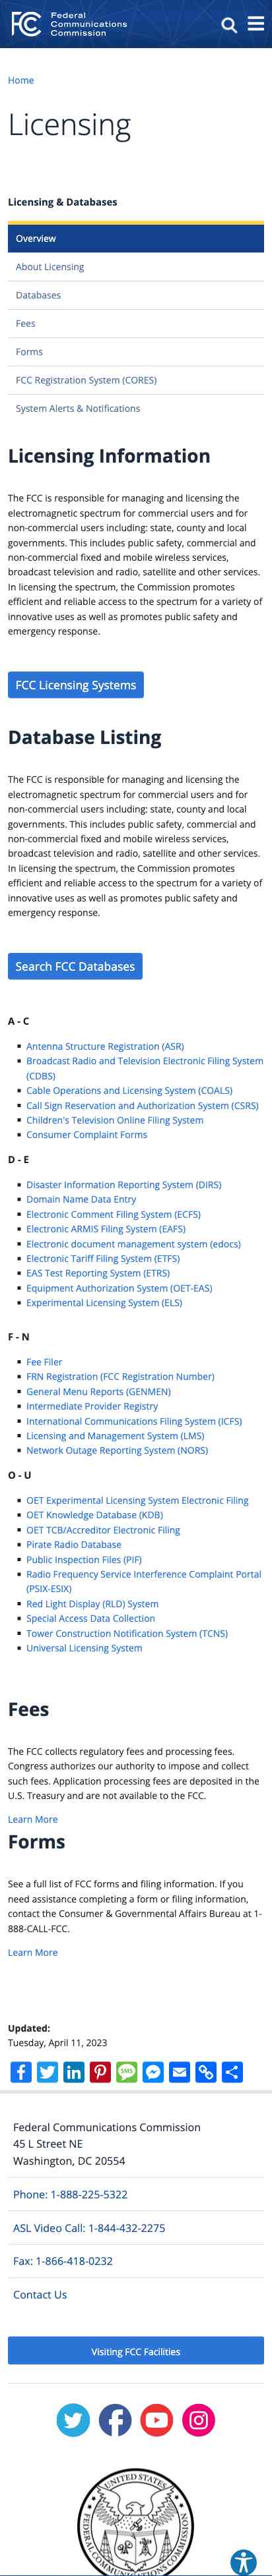 FC
Federal
Communications
Commission
Home
Licensing
Licensing & Databases
Overview
About Licensing
Databases
Fees
Forms
FCC Registration System (CORES)
System Alerts & Notifications
Licensing Information
The FCC is responsible for managing and licensing the
electromagnetic spectrum for commercial users and for
non-commercial users including: state, county and local
governments. This includes public safety, commercial and
non-commercial fixed and mobile wireless services,
broadcast television and radio, satellite and other services.
In licensing the spectrum, the Commission promotes
efficient and reliable access to the spectrum for a variety of
innovative uses as well as promotes public safety and
emergency response.
FCC Licensing Systems
Database Listing
The FCC is responsible for managing and licensing the
electromagnetic spectrum for commercial users and for
non-commercial users including: state, county and local
governments. This includes public safety, commercial and
non-commercial fixed and mobile wireless services,
broadcast television and radio, satellite and other services.
In licensing the spectrum, the Commission promotes
efficient and reliable access to the spectrum for a variety of
innovative uses as well as promotes public safety and
emergency response.
Search FCC Databases
A - C
Antenna Structure Registration (ASR)
Broadcast Radio and Television Electronic Filing System
(CDBS)
Cable Operations and Licensing System (COALS)
Call Sign Reservation and Authorization System (CSRS)
Children's Television Online Filing System
Consumer Complaint Forms
D - E
Disaster Information Reporting System (DIRS)
Domain Name Data Entry
Electronic Comment Filing System (ECFS)
Electronic ARMIS Filing System (EAFS)
Electronic document management system (edocs)
Electronic Tariff Filing System (ETFS)
EAS Test Reporting System (ETRS)
Equipment Authorization System (OET-EAS)
Experimental Licensing System (ELS)
F - N
Fee Filer
FRN Registration (FCC Registration Number)
General Menu Reports (GENMEN)
Intermediate Provider Registry
International Communications Filing System (ICFS)
Licensing and Management System (LMS)
Network Outage Reporting System (NORS)
O - U
OET Experimental Licensing System Electronic Filing
OET Knowledge Database (KDB)
OET TCB/Accreditor Electronic Filing
Pirate Radio Database
Public Inspection Files (PIF)
Radio Frequency Service Interference Complaint Portal
(PSIX-ESIX)
Red Light Display (RLD) System
Special Access Data Collection
Tower Construction Notification System (TCNS)
Universal Licensing System
Fees
The FCC collects regulatory fees and processing fees.
Congress authorizes our authority to impose and collect
such fees. Application processing fees are deposited in the
U.S. Treasury and are not available to the FCC.
Learn More
Forms
See a full list of FCC forms and filing information. If you
need assistance completing a form or filing information,
contact the Consumer & Governmental Affairs Bureau at 1-
888-CALL-FCC.
Learn More
Updated:
Tuesday, April 11, 2023
SMS
Federal Communications Commission
45 L Street NE
Washington, DC 20554
Phone: 1-888-225-5322
ASL Video Call: 1-844-432-2275
Fax: 1-866-418-0232
Contact Us
Visiting FCC Facilities